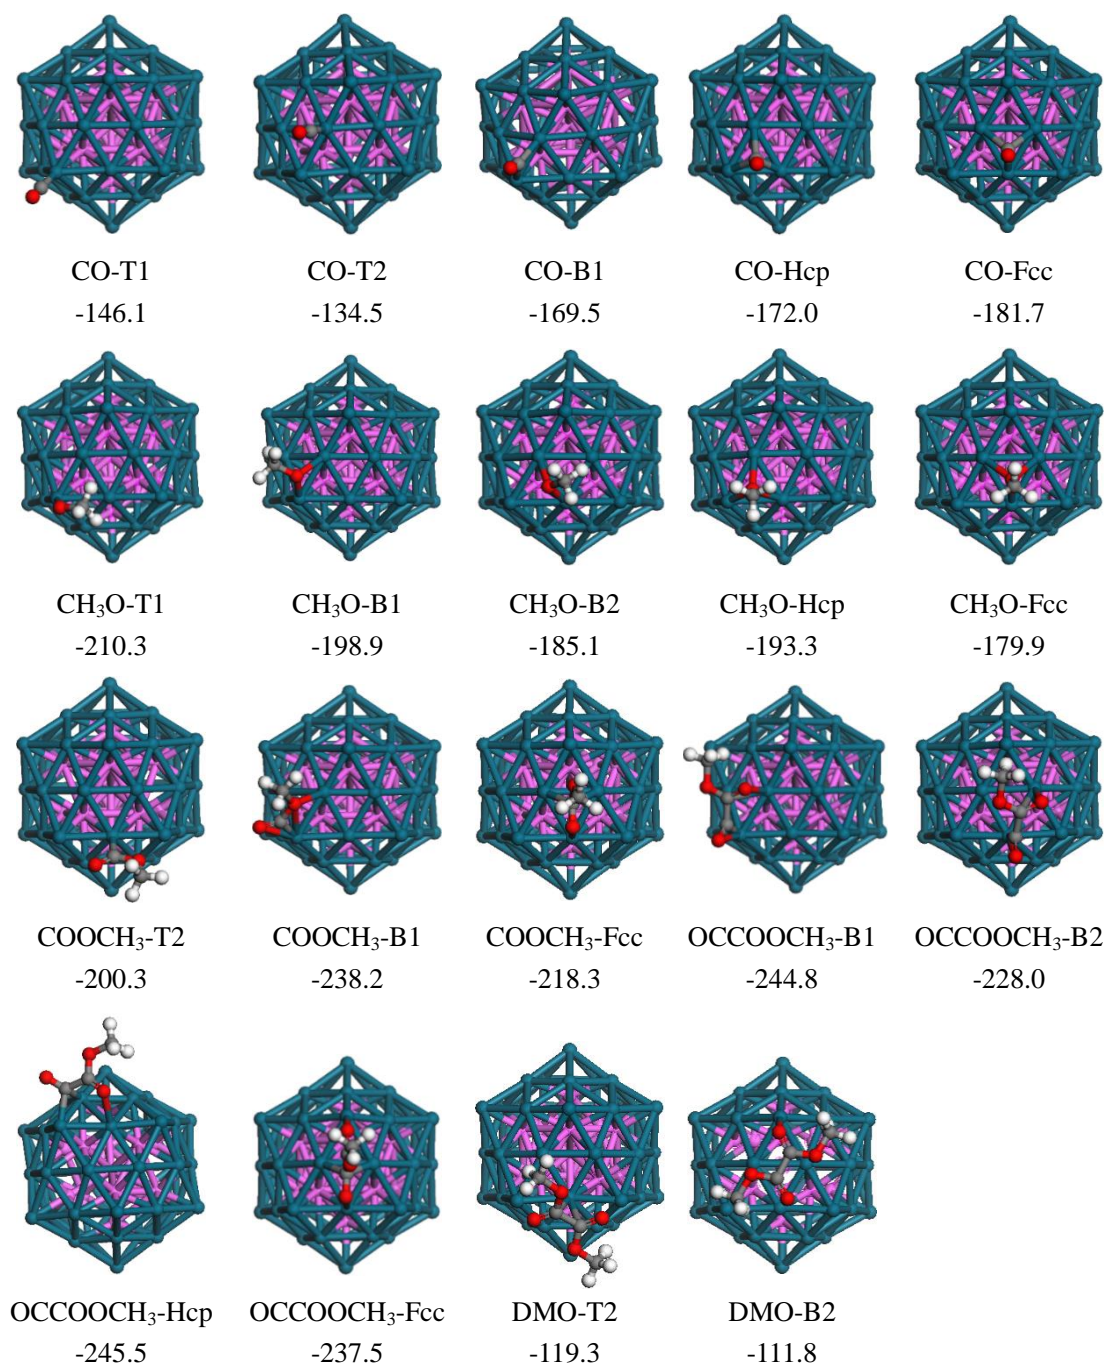 CO-T1 CO-T2 CO-B1 CO-Hcp CO-Fcc
-146.1 -134.5 -169.5 -172.0 -181.7
CH₃O-T1 CH₃O-B1 CH₃O-B2 CH₃O-Hcp CH₃O-Fcc
-210.3 -198.9 -185.1 -193.3 -179.9
COOCH₃-T2 COOCH₃-B1 COOCH₃-Fcc OCCOOCH₃-B1 OCCOOCH₃-B2
-200.3 -238.2 -218.3 -244.8 -228.0
OCCOOCH₃-Hcp OCCOOCH₃-Fcc DMO-T2 DMO-B2
-245.5 -237.5 -119.3 -111.8